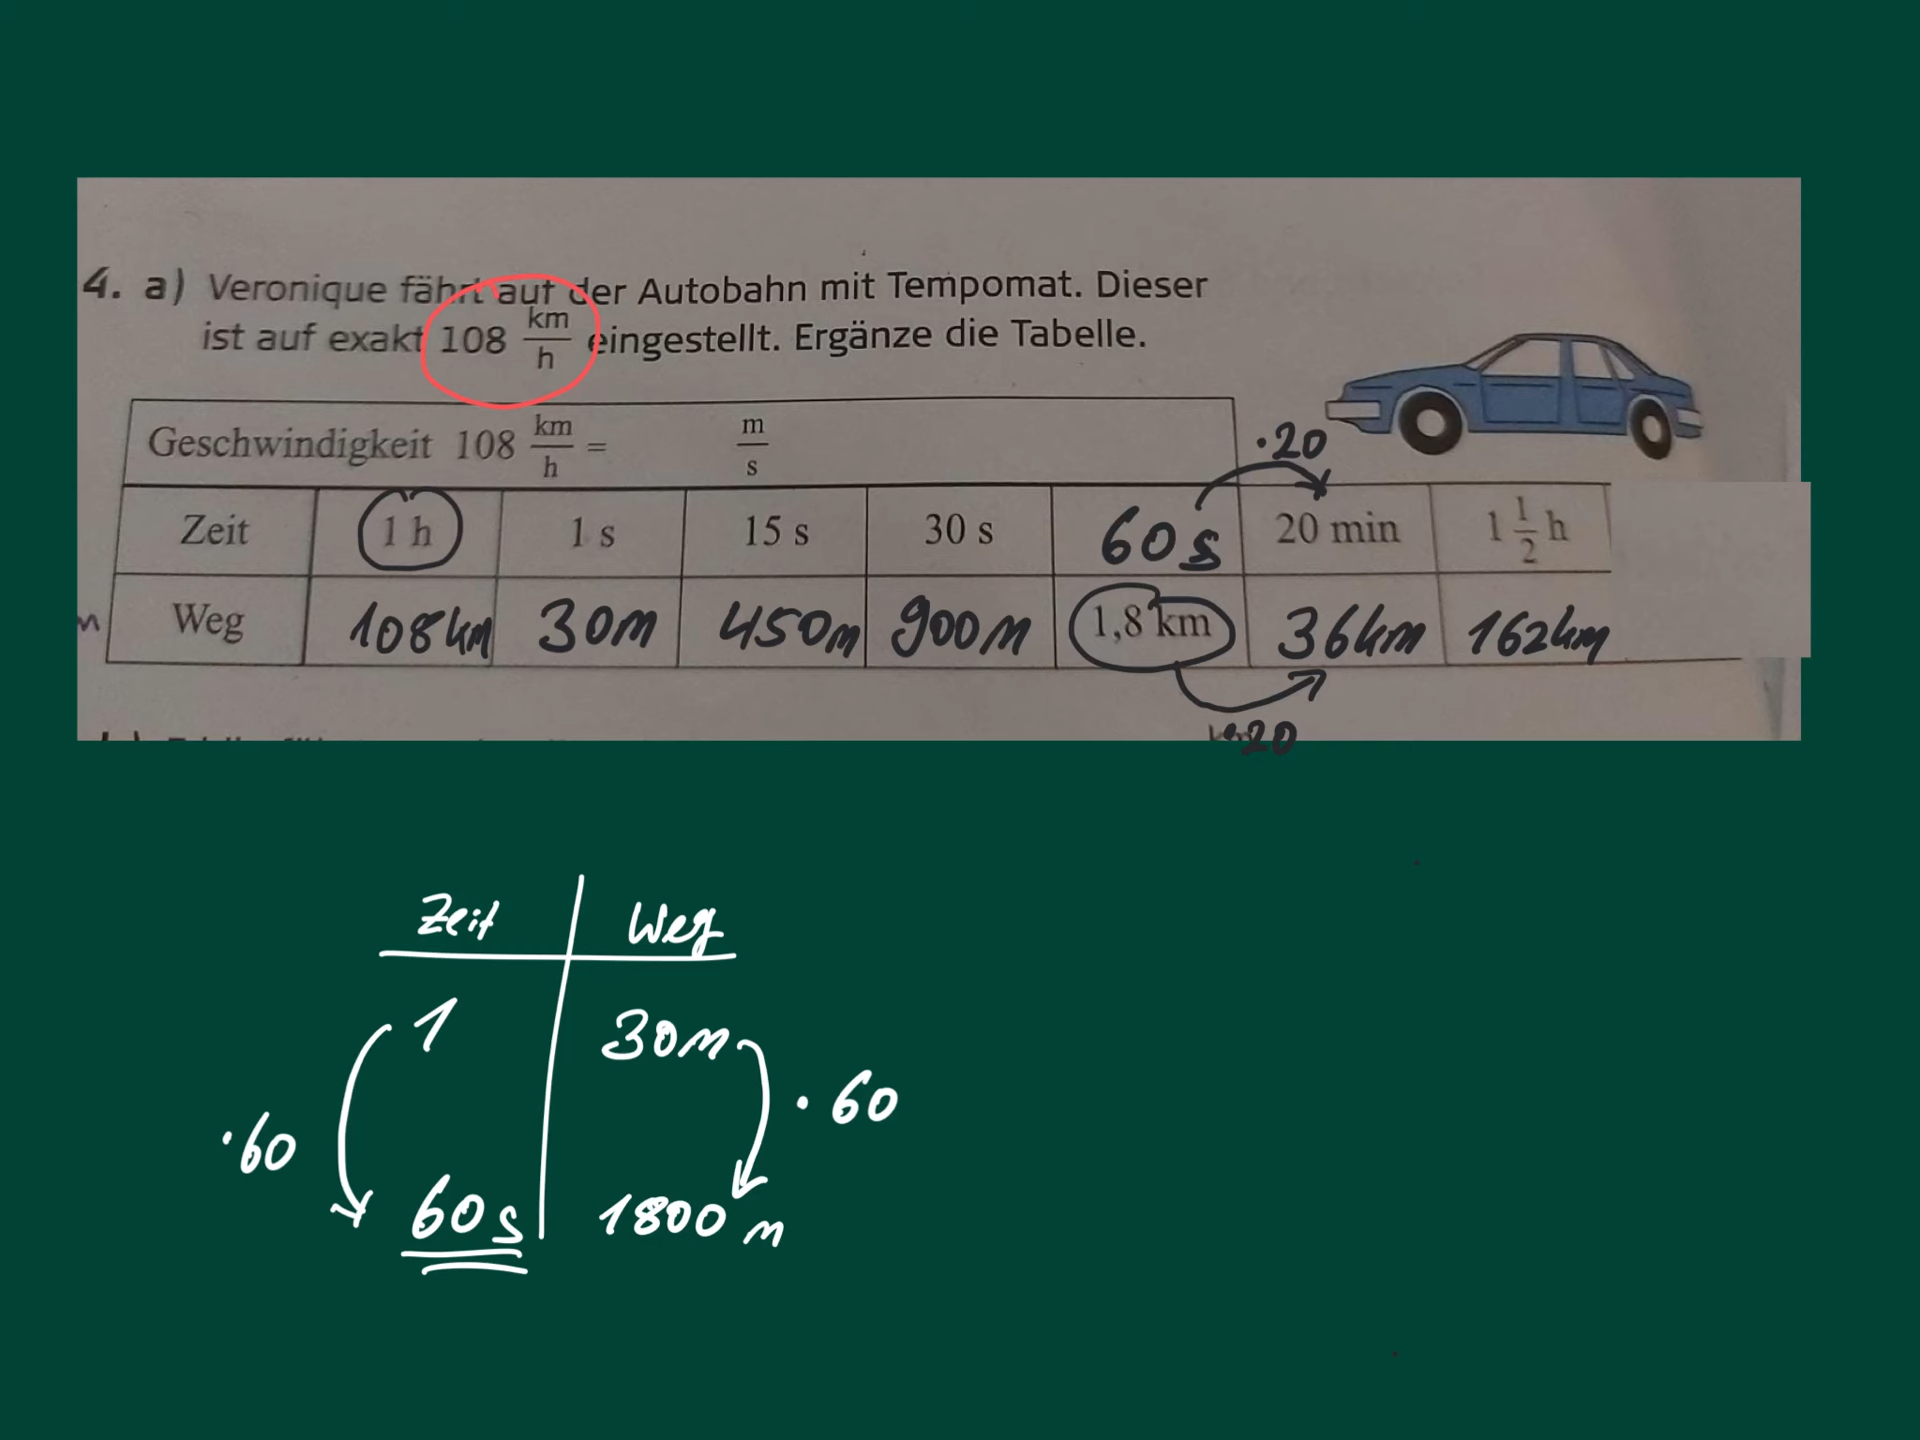 4. a) Veronique fährt auf der Autobahn mit Tempomat. Dieser
ist auf exakt 108 km/h eingestellt. Ergänze die Tabelle.
Geschwindigkeit 108 km/h = m/s
·20
Zeit 1 h 1 s 15 s 30 s 60 s 20 min 1 1/2 h
Weg 108 km 30 m 450 m 900 m 1,8 km 36 km 162 km
·20
Zeit Weg
1 30 m
·60 ·60
60 s 1800 m